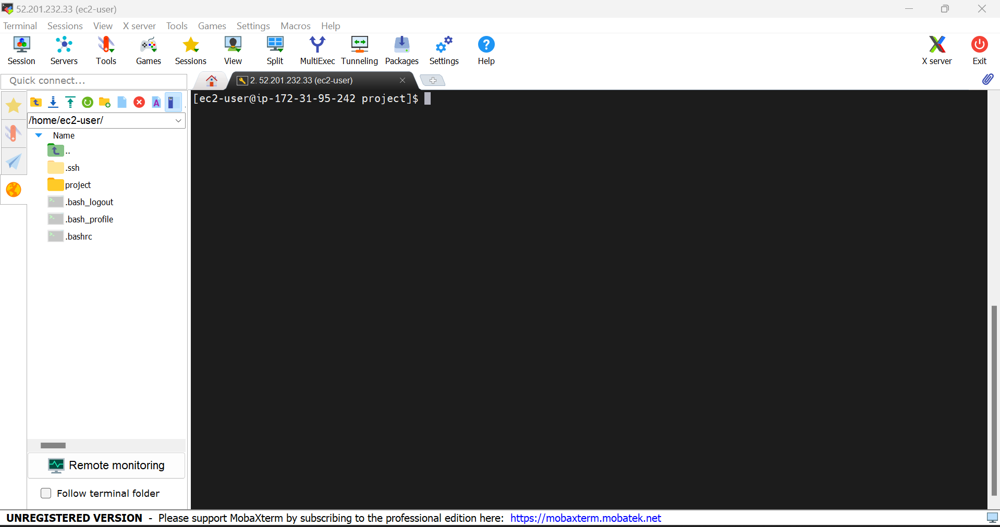 52.201.232.33 (ec2-user)
Terminal Sessions View X server Tools Games Settings Macros Help
Session Servers Tools Games Sessions View Split MultiExec Tunneling Packages Settings Help X server Exit
Quick connect...
2. 52.201.232.33 (ec2-user)
[ec2-user@ip-172-31-95-242 project]$
/home/ec2-user/
Name
..
.ssh
project
.bash_logout
.bash_profile
.bashrc
Remote monitoring
Follow terminal folder
UNREGISTERED VERSION - Please support MobaXterm by subscribing to the professional edition here: https://mobaxterm.mobatek.net